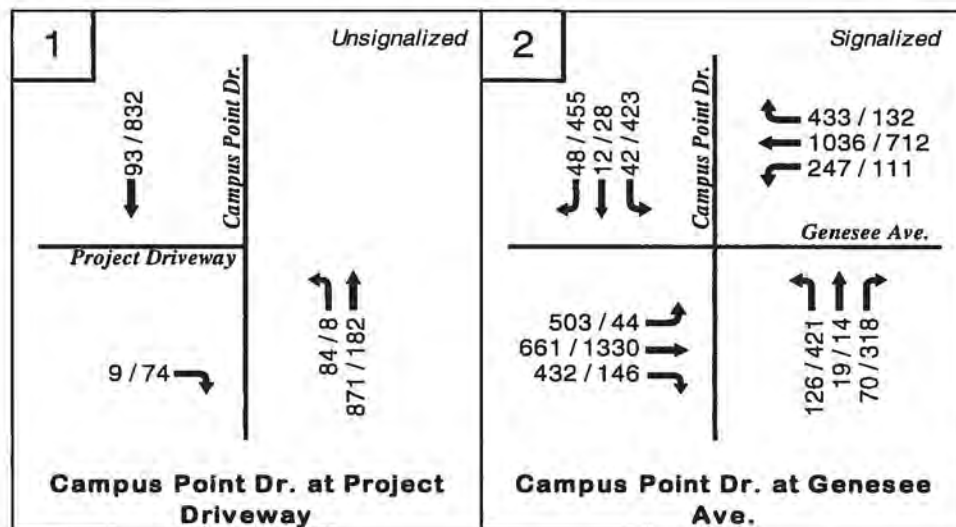 1
Unsignalized
Campus Point Dr.
93 / 832
Project Driveway
84 / 8
871 / 182
9 / 74
Campus Point Dr. at Project
Driveway
2
Signalized
Campus Point Dr.
48 / 455
12 / 28
42 / 423
433 / 132
1036 / 712
247 / 111
Genesee Ave.
503 / 44
661 / 1330
432 / 146
126 / 421
19 / 14
70 / 318
Campus Point Dr. at Genesee
Ave.